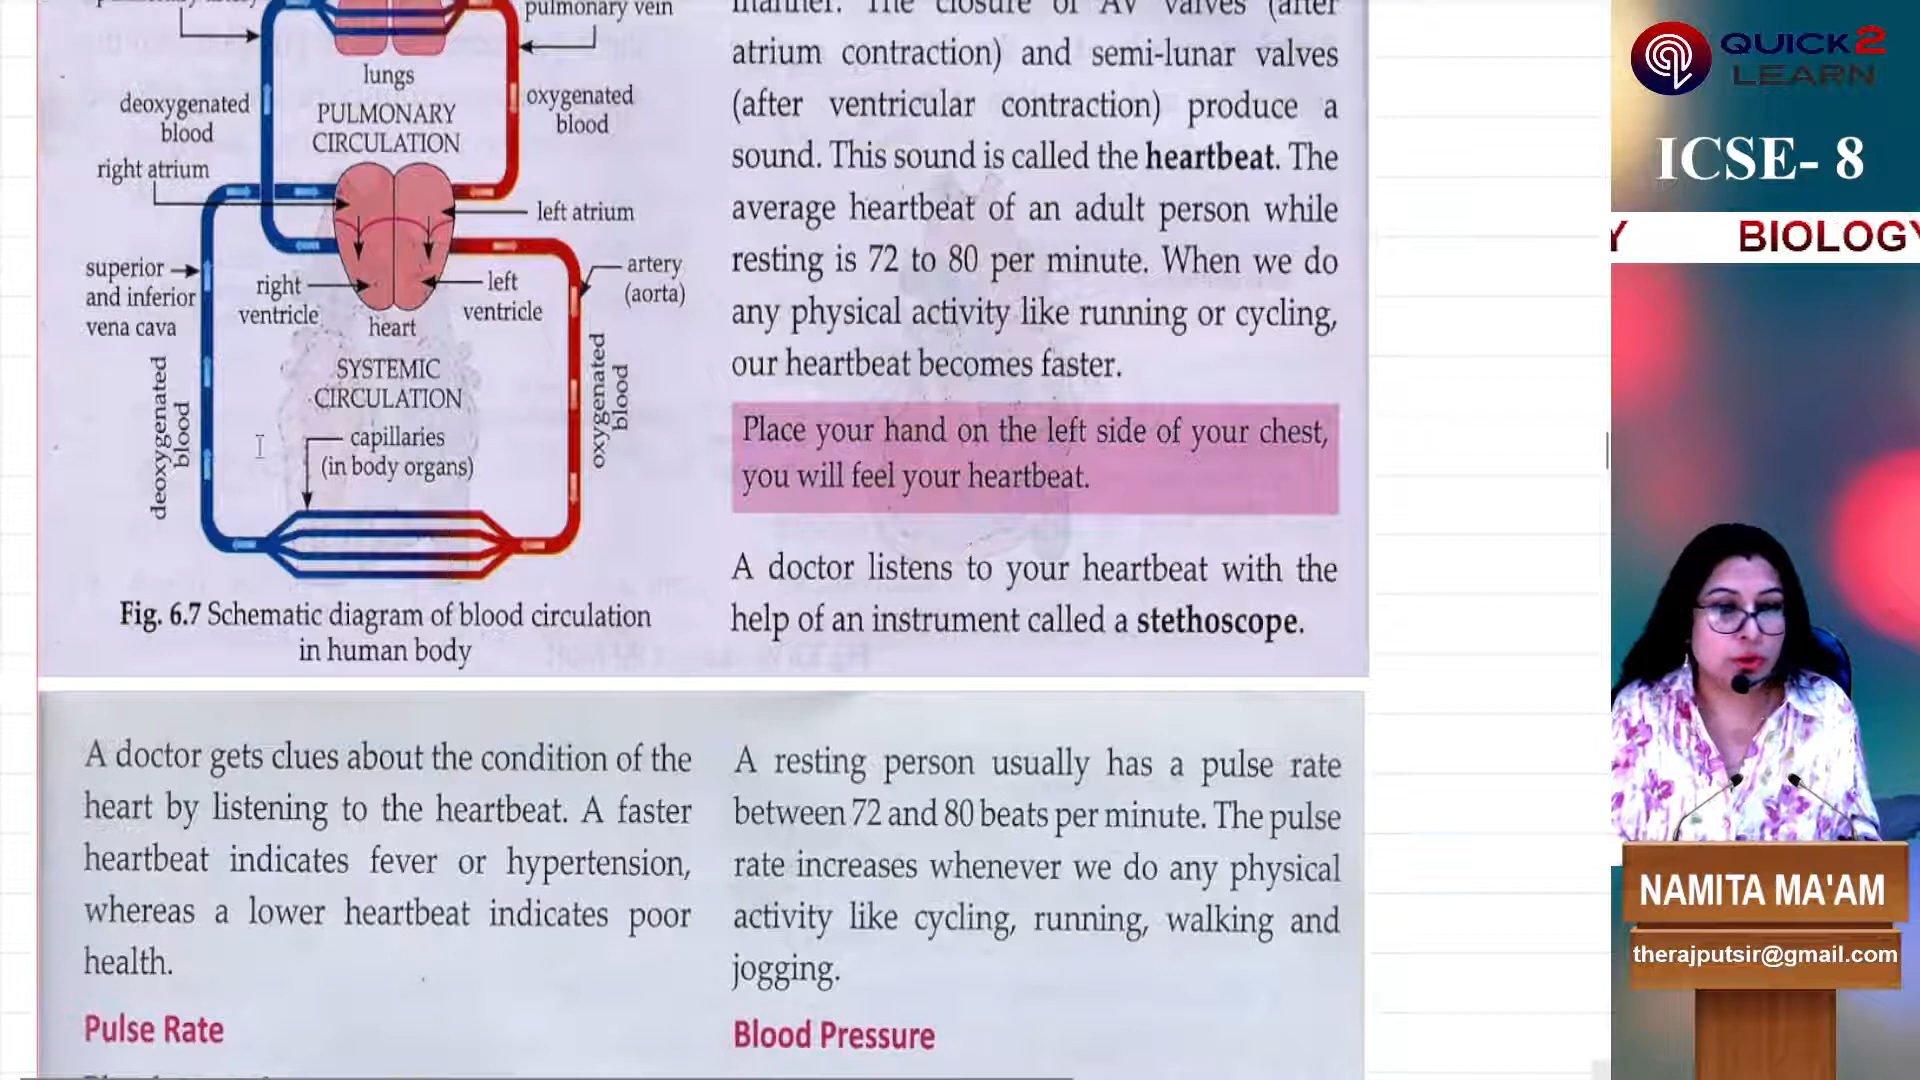 pulmonary vein
deoxygenated
blood
lungs
PULMONARY
CIRCULATION
oxygenated
blood
right atrium
left atrium
superior
and inferior
vena cava
right
ventricle
heart
left
ventricle
artery
(aorta)
SYSTEMIC
CIRCULATION
deoxygenated
blood
capillaries
(in body organs)
oxygenated
blood
Fig. 6.7 Schematic diagram of blood circulation
in human body
manner. The closure of AV valves (after
atrium contraction) and semi-lunar valves
(after ventricular contraction) produce a
sound. This sound is called the heartbeat. The
average heartbeat of an adult person while
resting is 72 to 80 per minute. When we do
any physical activity like running or cycling,
our heartbeat becomes faster.
Place your hand on the left side of your chest,
you will feel your heartbeat.
A doctor listens to your heartbeat with the
help of an instrument called a stethoscope.
A doctor gets clues about the condition of the
heart by listening to the heartbeat. A faster
heartbeat indicates fever or hypertension,
whereas a lower heartbeat indicates poor
health.
Pulse Rate
A resting person usually has a pulse rate
between 72 and 80 beats per minute. The pulse
rate increases whenever we do any physical
activity like cycling, running, walking and
jogging.
Blood Pressure
QUICK2
LEARN
ICSE- 8
Y BIOLOGY
NAMITA MA'AM
therajputsir@gmail.com